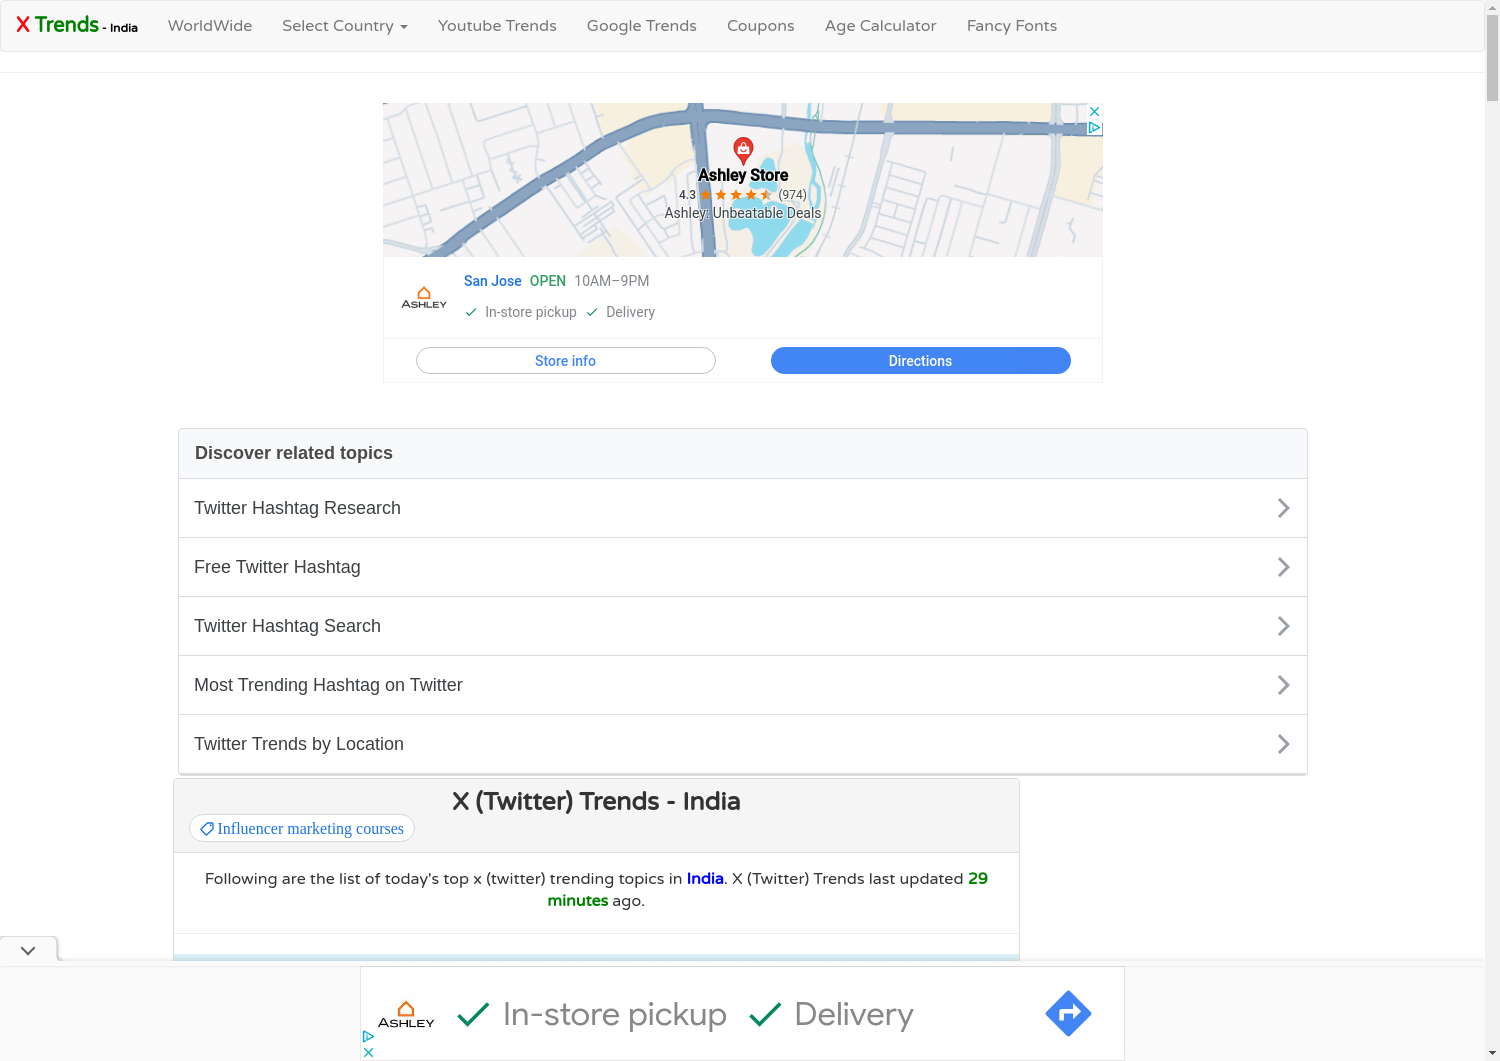 X Trends - India WorldWide Select Country Youtube Trends Google Trends Coupons Age Calculator Fancy Fonts
Ashley Store
4.3 (974)
Ashley: Unbeatable Deals
San Jose OPEN 10AM–9PM
ASHLEY
In-store pickup Delivery
Store info Directions
Discover related topics
Twitter Hashtag Research
Free Twitter Hashtag
Twitter Hashtag Search
Most Trending Hashtag on Twitter
Twitter Trends by Location
X (Twitter) Trends - India
Influencer marketing courses
Following are the list of today's top x (twitter) trending topics in India. X (Twitter) Trends last updated 29
minutes ago.
ASHLEY In-store pickup Delivery